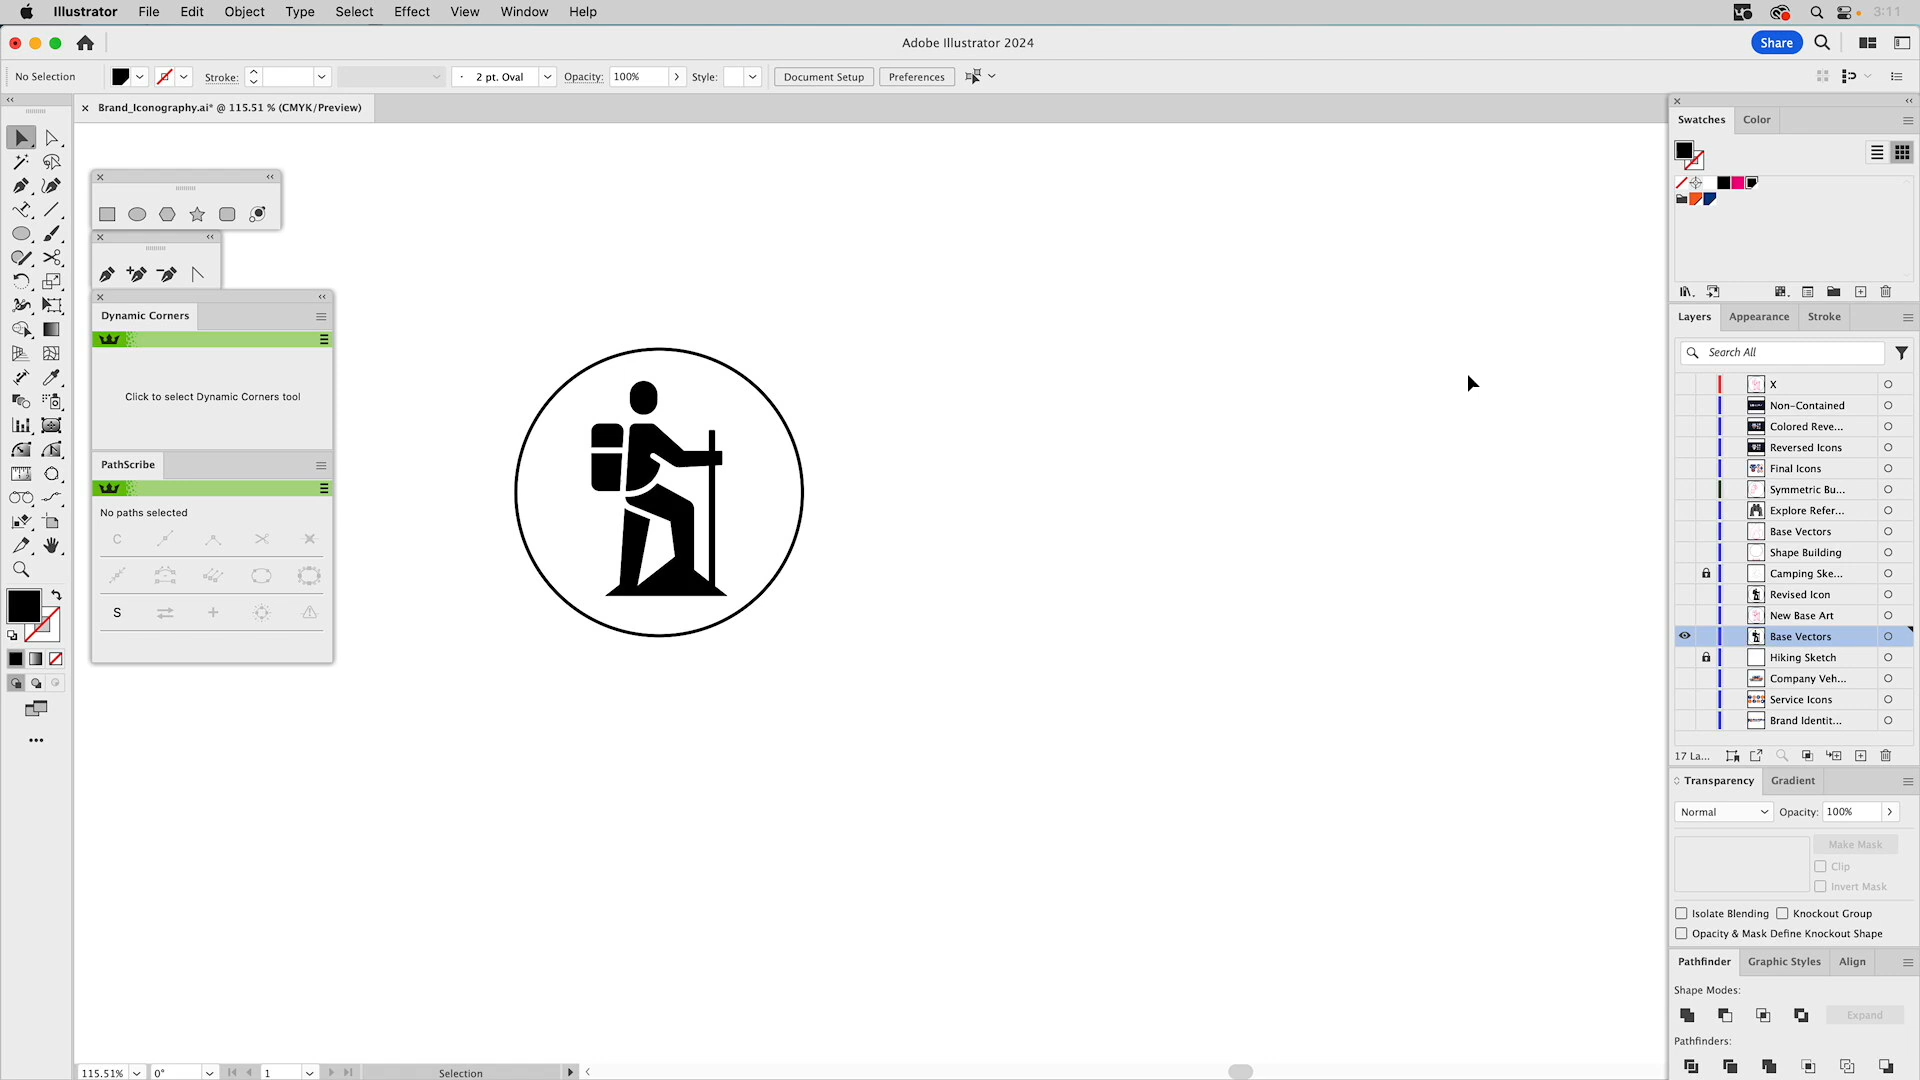 Illustrator File Edit Object Type Select Effect View Window Help 3:11
Adobe Illustrator 2024
Share
No Selection Stroke: 2 pt. Oval Opacity: 100% Style: Document Setup Preferences
Brand_Iconography.ai* @ 115.51 % (CMYK/Preview)
Dynamic Corners
Click to select Dynamic Corners tool
PathScribe
No paths selected
C
S
Swatches Color
Layers Appearance Stroke
Search All
X
Non-Contained
Colored Reve...
Reversed Icons
Final Icons
Symmetric Bu...
Explore Refer...
Base Vectors
Shape Building
Camping Ske...
Revised Icon
New Base Art
Base Vectors
Hiking Sketch
Company Veh...
Service Icons
Brand Identit...
17 La...
Transparency Gradient
Normal Opacity: 100%
Make Mask
Clip
Invert Mask
Isolate Blending Knockout Group
Opacity & Mask Define Knockout Shape
Pathfinder Graphic Styles Align
Shape Modes:
Expand
Pathfinders:
115.51% 0° 1 Selection